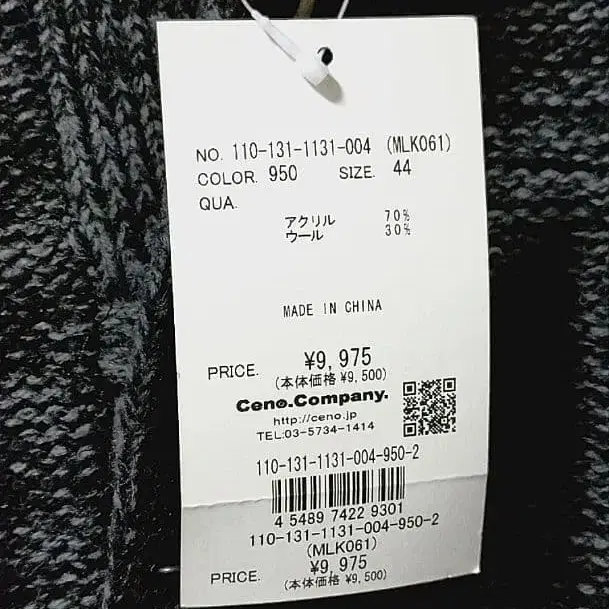 NO. 110-131-1131-004 (MLK061)
COLOR. 950 SIZE. 44
QUA.
アクリル 70%
ウール 30%
MADE IN CHINA
PRICE. ¥9,975
(本体価格 ¥9,500)
Ceno.Company.
http://ceno.jp
TEL:03-5734-1414
110-131-1131-004-950-2
4 54897 4229301
110-131-1131-004-950-2
(MLK061)
PRICE. ¥9,975
(本体価格 ¥9,500)